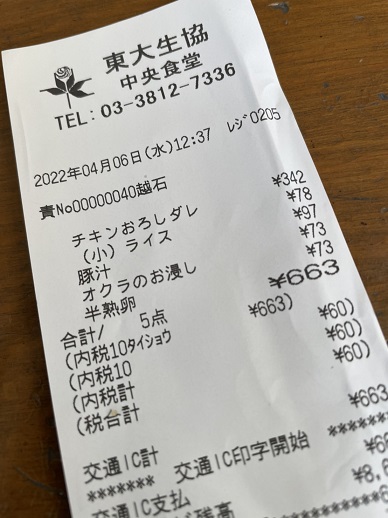 東大生協
中央食堂
TEL:03-3812-7336
2022年04月06日(水)12:37 レジ0205
責No00000040越石
チキンおろしダレ ¥342
(小)ライス ¥78
豚汁 ¥97
オクラのお浸し ¥73
半熟卵 ¥73
合計/ 5点 ¥663
(内税10タイショウ ¥663)
(内税10 ¥60)
(内税計 ¥60)
(税合計 ¥60)
交通IC計 ¥663
******* 交通IC印字開始 *******
交通IC支払
残高 ¥8,